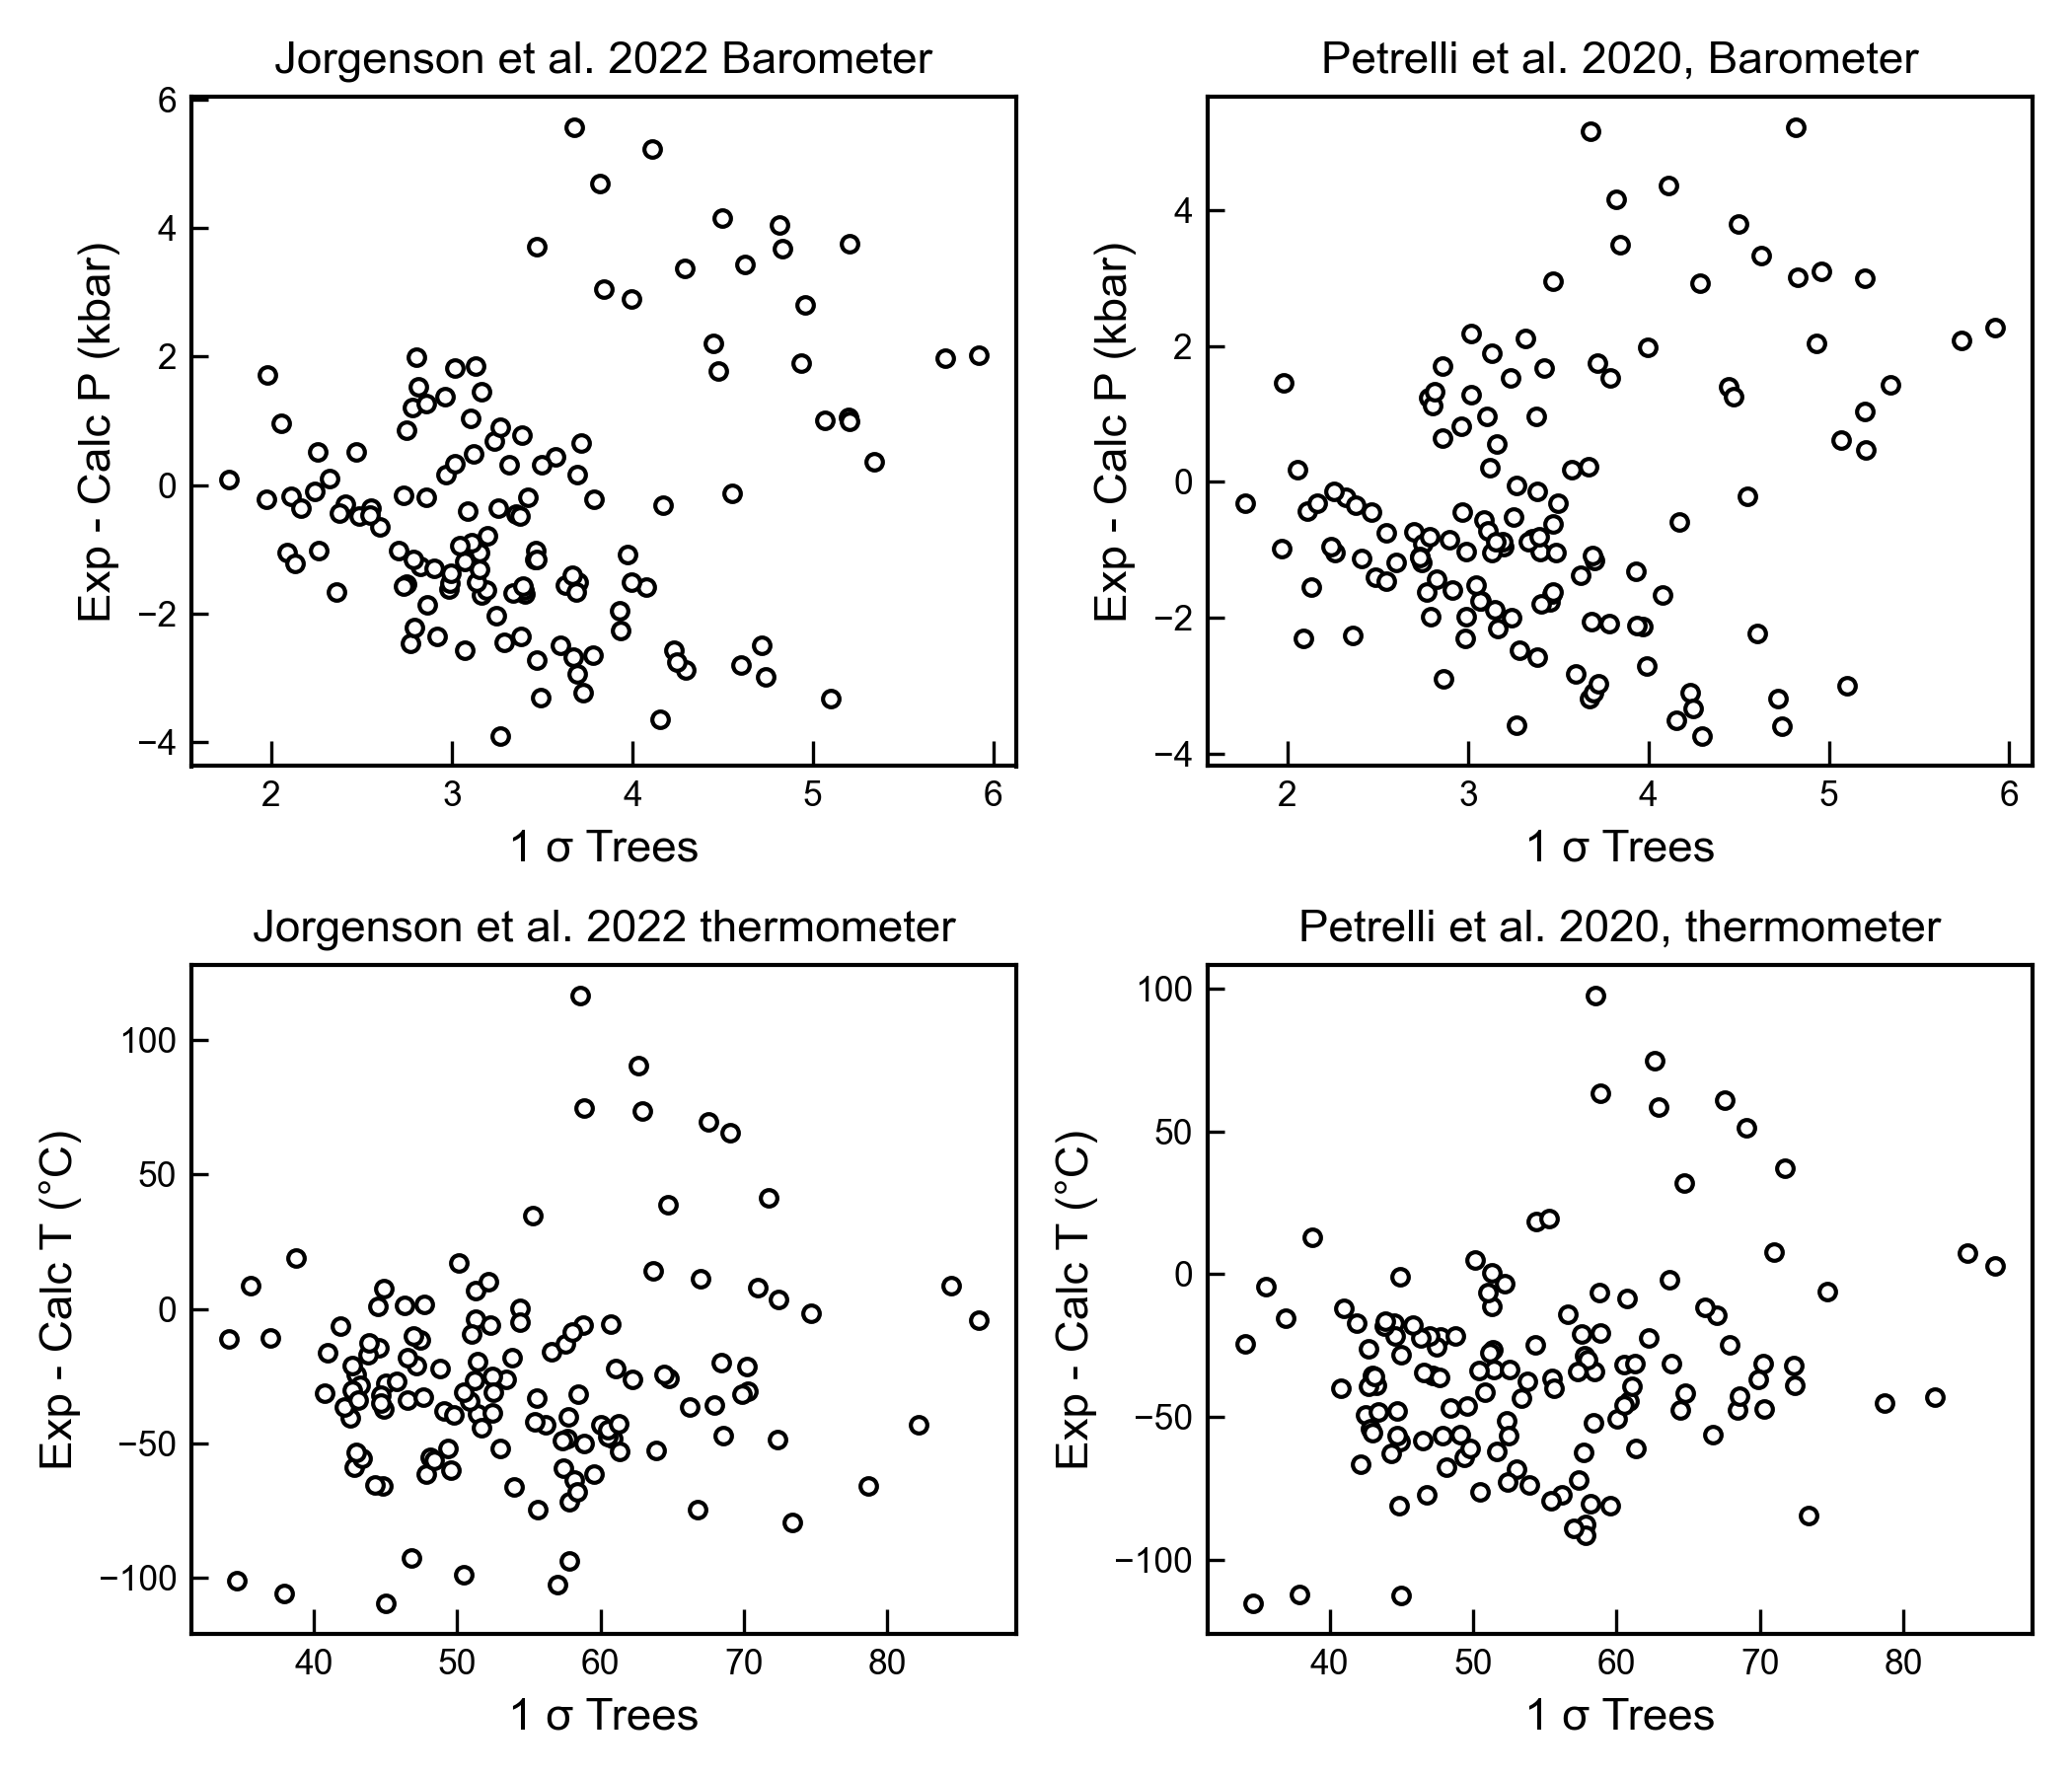 Jorgenson et al. 2022 Barometer
Exp - Calc P (kbar)
6
4
2
0
−2
−4
2 3 4 5 6
1 σ Trees
Petrelli et al. 2020, Barometer
Exp - Calc P (kbar)
4
2
0
−2
−4
2 3 4 5 6
1 σ Trees
Jorgenson et al. 2022 thermometer
Exp - Calc T (°C)
100
50
0
−50
−100
40 50 60 70 80
1 σ Trees
Petrelli et al. 2020, thermometer
Exp - Calc T (°C)
100
50
0
−50
−100
40 50 60 70 80
1 σ Trees